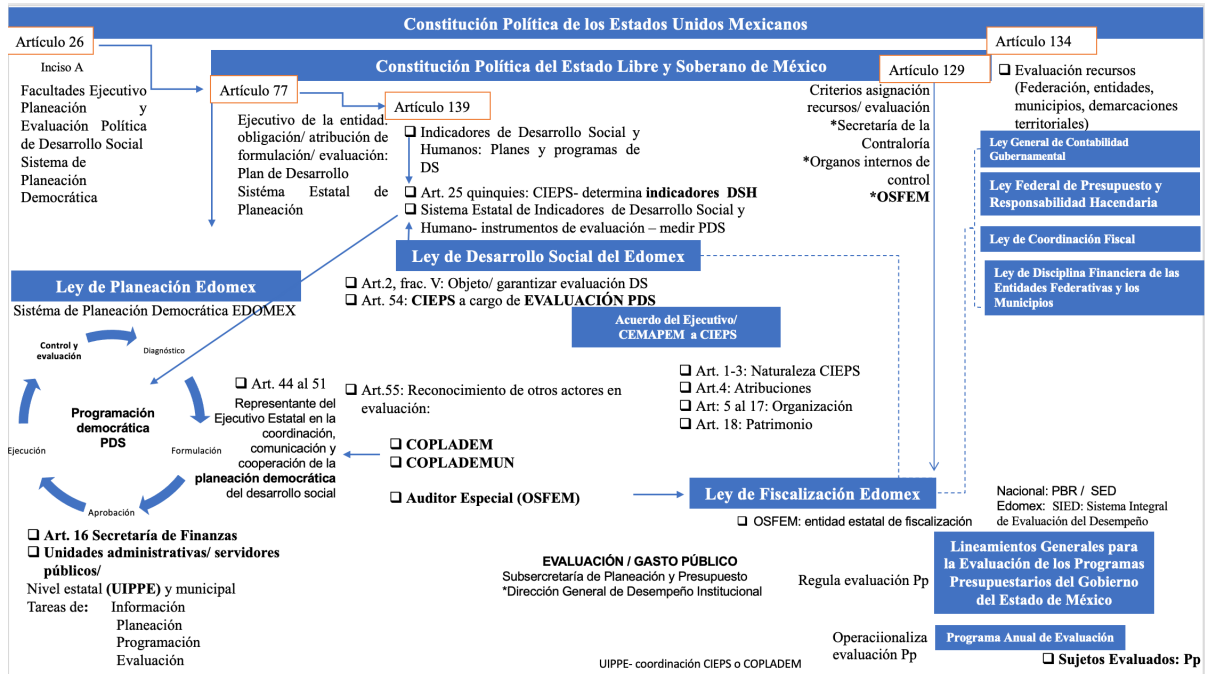 Constitución Política de los Estados Unidos Mexicanos
Artículo 26
Artículo 134
Inciso A
Facultades Ejecutivo
Planeación y
Evaluación Política
de Desarrollo Social
Sistema de
Planeación
Democrática
Constitución Política del Estado Libre y Soberano de México
Artículo 77
Artículo 139
Artículo 129
Ejecutivo de la entidad:
obligación/ atribución de
formulación/ evaluación:
Plan de Desarrollo
Sistéma Estatal de
Planeación
❑ Indicadores de Desarrollo Social y
Humanos: Planes y programas de
DS
❑ Art. 25 quinquies: CIEPS- determina indicadores DSH
❑ Sistema Estatal de Indicadores de Desarrollo Social y
Humano- instrumentos de evaluación – medir PDS
Criterios asignación
recursos/ evaluación
*Secretaría de la
Contraloría
*Organos internos de
control
*OSFEM
❑ Evaluación recursos
(Federación, entidades,
municipios, demarcaciones
territoriales)
Ley General de Contabilidad
Gubernamental
Ley Federal de Presupuesto y
Responsabilidad Hacendaria
Ley de Coordinación Fiscal
Ley de Disciplina Financiera de las
Entidades Federativas y los
Municipios
Ley de Desarrollo Social del Edomex
❑ Art.2, frac. V: Objeto/ garantizar evaluación DS
❑ Art. 54: CIEPS a cargo de EVALUACIÓN PDS
Acuerdo del Ejecutivo/
CEMAPEM a CIEPS
❑ Art. 1-3: Naturaleza CIEPS
❑ Art.4: Atribuciones
❑ Art: 5 al 17: Organización
❑ Art. 18: Patrimonio
Ley de Planeación Edomex
Sistéma de Planeación Democrática EDOMEX
Control y
evaluación
Diagnóstico
Programación
democrática
PDS
Ejecución
Formulación
Aprobación
❑ Art. 44 al 51
Representante del
Ejecutivo Estatal en la
coordinación,
comunicación y
cooperación de la
planeación democrática
del desarrollo social
❑ Art.55: Reconocimiento de otros actores en
evaluación:
❑ COPLADEM
❑ COPLADEMUN
❑ Auditor Especial (OSFEM)
Ley de Fiscalización Edomex
❑ OSFEM: entidad estatal de fiscalización
Nacional: PBR / SED
Edomex: SIED: Sistema Integral
de Evaluación del Desempeño
❑ Art. 16 Secretaría de Finanzas
❑ Unidades administrativas/ servidores
públicos/
Nivel estatal (UIPPE) y municipal
Tareas de: Información
Planeación
Programación
Evaluación
EVALUACIÓN / GASTO PÚBLICO
Subsercretaría de Planeación y Presupuesto
*Dirección General de Desempeño Institucional
Regula evaluación Pp
Lineamientos Generales para
la Evaluación de los Programas
Presupuestarios del Gobierno
del Estado de México
Operaciionaliza
evaluación Pp
Programa Anual de Evaluación
❑ Sujetos Evaluados: Pp
UIPPE- coordinación CIEPS o COPLADEM